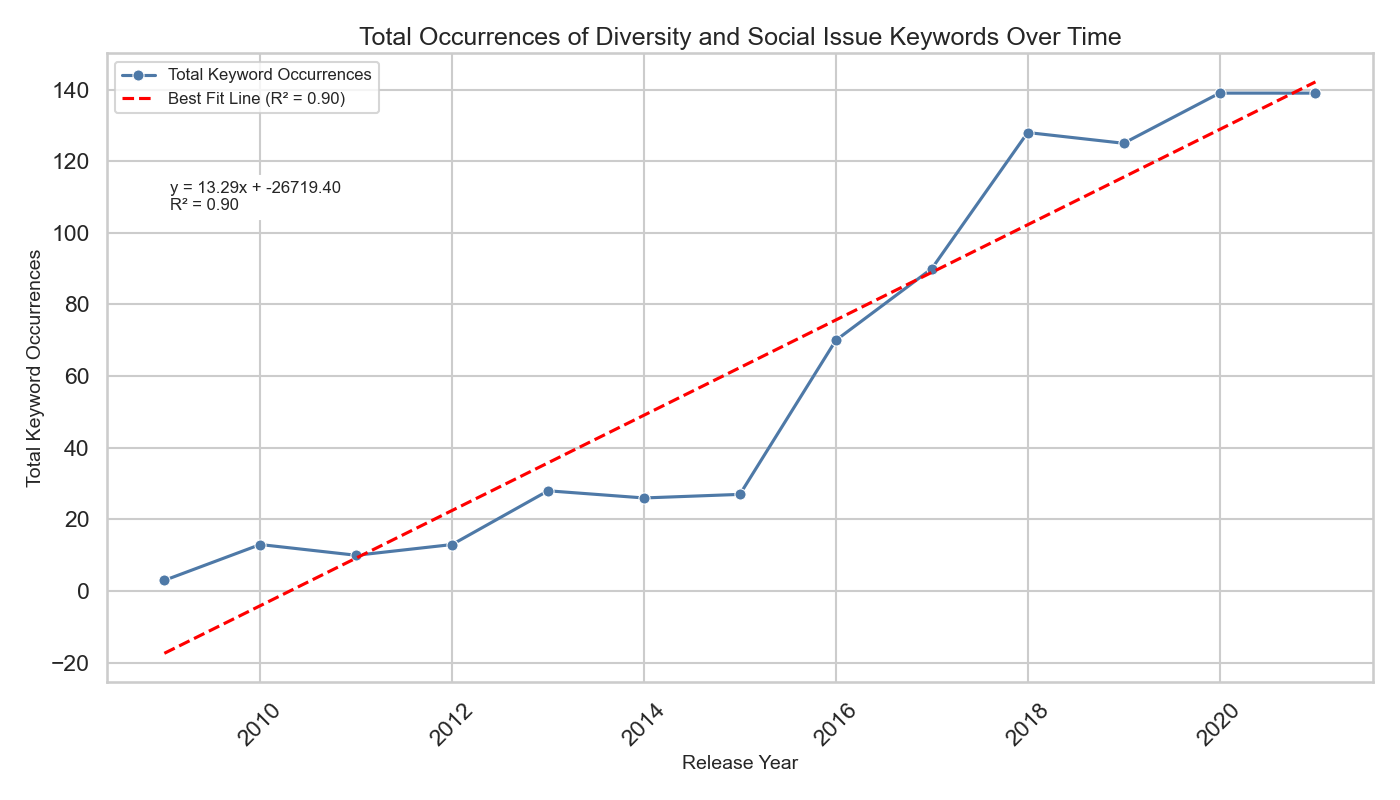 Total Occurrences of Diversity and Social Issue Keywords Over Time
Total Keyword Occurrences
Best Fit Line (R² = 0.90)
y = 13.29x + -26719.40
R² = 0.90
Total Keyword Occurrences
140
120
100
80
60
40
20
0
−20
2010
2012
2014
2016
2018
2020
Release Year